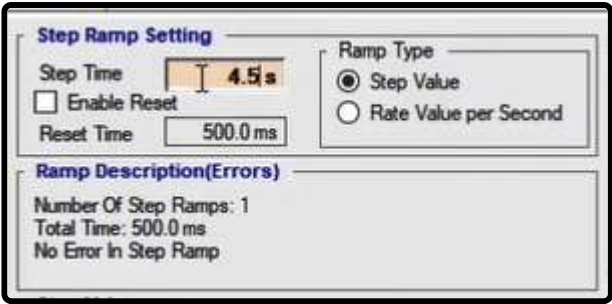 Step Ramp Setting
Step Time 4.5 s
Enable Reset
Reset Time 500.0 ms
Ramp Type
Step Value
Rate Value per Second
Ramp Description(Errors)
Number Of Step Ramps: 1
Total Time: 500.0 ms
No Error In Step Ramp